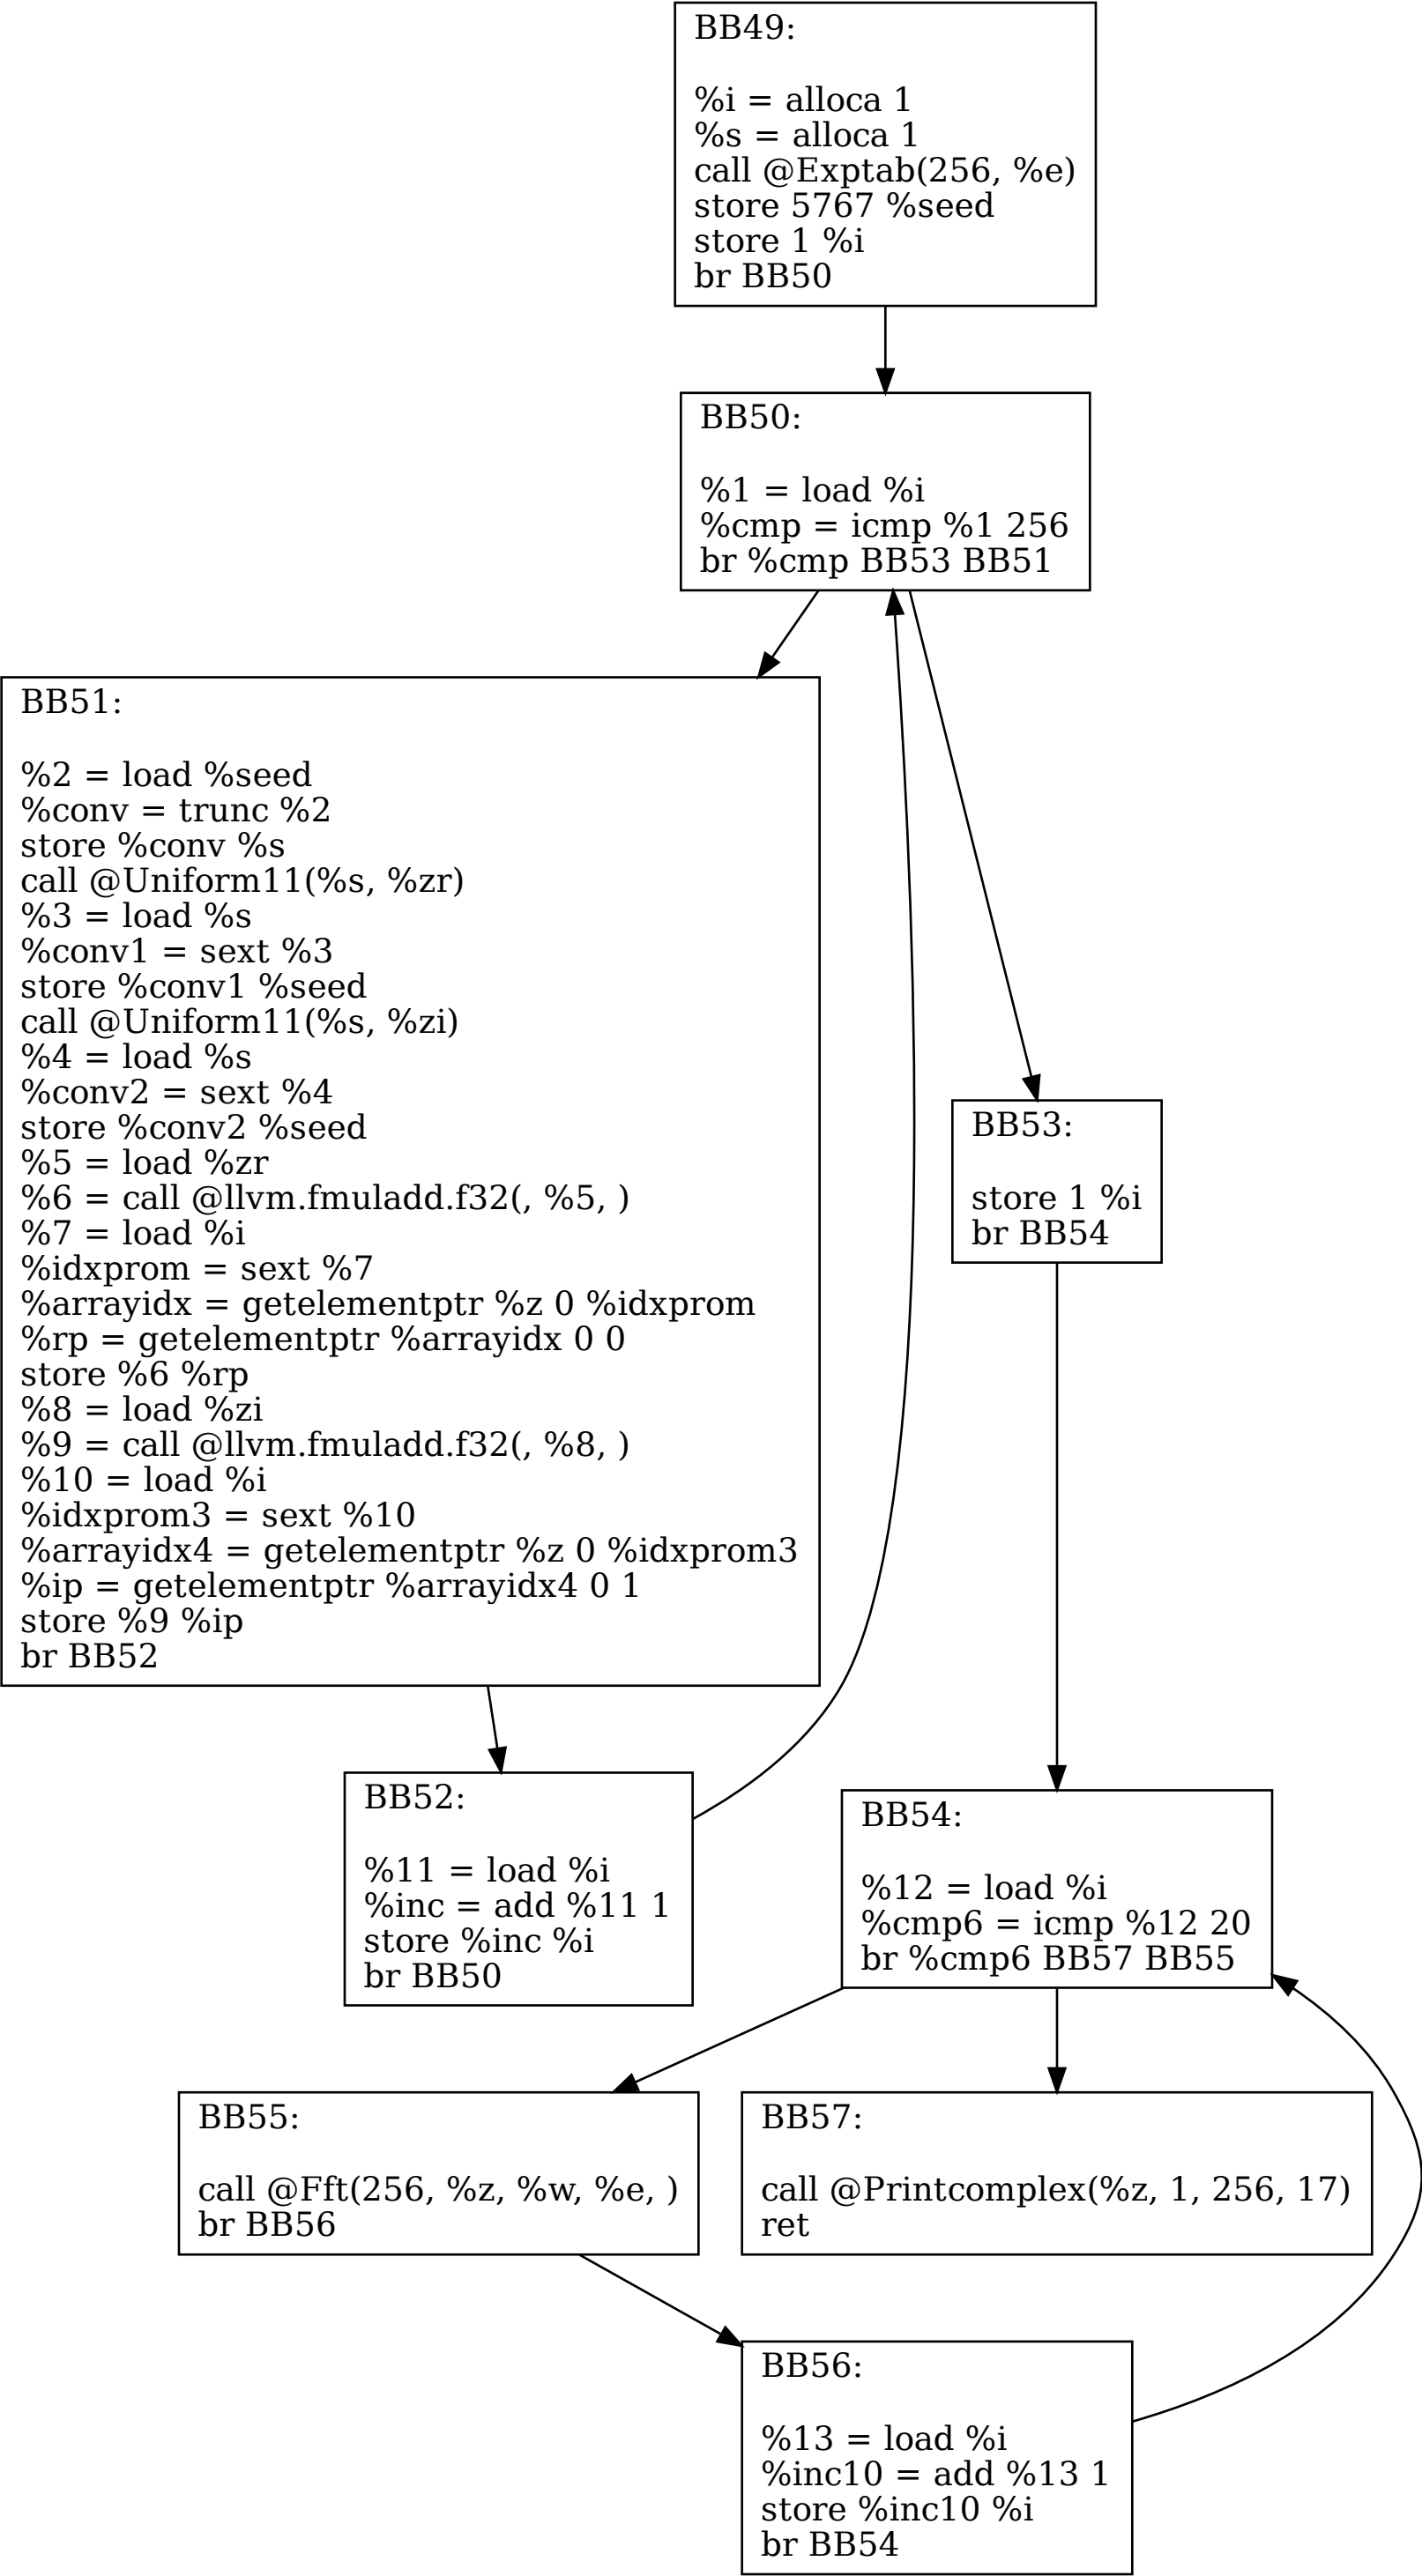 BB49:
%i = alloca 1
%s = alloca 1
call @Exptab(256, %e)
store 5767 %seed
store 1 %i
br BB50
BB50:
%1 = load %i
%cmp = icmp %1 256
br %cmp BB53 BB51
BB51:
%2 = load %seed
%conv = trunc %2
store %conv %s
call @Uniform11(%s, %zr)
%3 = load %s
%conv1 = sext %3
store %conv1 %seed
call @Uniform11(%s, %zi)
%4 = load %s
%conv2 = sext %4
store %conv2 %seed
%5 = load %zr
%6 = call @llvm.fmuladd.f32(, %5, )
%7 = load %i
%idxprom = sext %7
%arrayidx = getelementptr %z 0 %idxprom
%rp = getelementptr %arrayidx 0 0
store %6 %rp
%8 = load %zi
%9 = call @llvm.fmuladd.f32(, %8, )
%10 = load %i
%idxprom3 = sext %10
%arrayidx4 = getelementptr %z 0 %idxprom3
%ip = getelementptr %arrayidx4 0 1
store %9 %ip
br BB52
BB53:
store 1 %i
br BB54
BB52:
%11 = load %i
%inc = add %11 1
store %inc %i
br BB50
BB54:
%12 = load %i
%cmp6 = icmp %12 20
br %cmp6 BB57 BB55
BB55:
call @Fft(256, %z, %w, %e, )
br BB56
BB57:
call @Printcomplex(%z, 1, 256, 17)
ret
BB56:
%13 = load %i
%inc10 = add %13 1
store %inc10 %i
br BB54